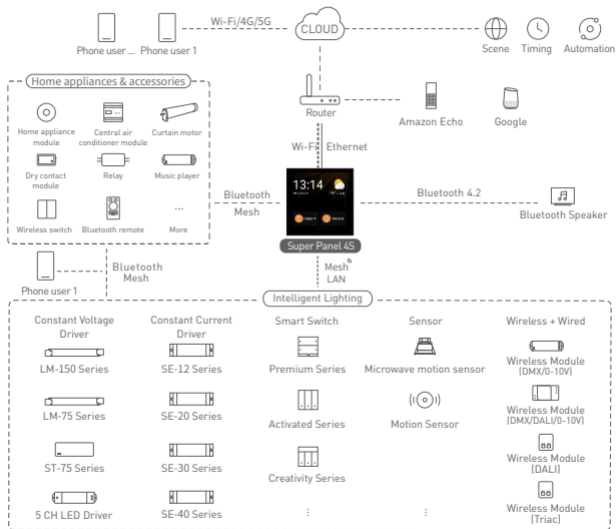 Wi-Fi/4G/5G
CLOUD
Phone user ... Phone user 1
Scene Timing Automation
Home appliances & accessories
Router
Amazon Echo Google
Home appliance module
Central air conditioner module
Curtain motor
Wi-Fi Ethernet
Dry contact module
Relay
Music player
13:14
Bluetooth Mesh
Bluetooth 4.2
Bluetooth Speaker
Wireless switch
Bluetooth remote
...
More
Super Panel 4S
Phone user 1
Bluetooth
Mesh
Mesh
LAN
Intelligent Lighting
Constant Voltage
Driver
LM-150 Series
LM-75 Series
ST-75 Series
5 CH LED Driver
Constant Current
Driver
SE-12 Series
SE-20 Series
SE-30 Series
SE-40 Series
Smart Switch
Premium Series
Activated Series
Creativity Series
Sensor
Microwave motion sensor
Motion Sensor
Wireless + Wired
Wireless Module
(DMX/0-10V)
Wireless Module
(DMX/DALI/0-10V)
Wireless Module
(DALI)
Wireless Module
(Triac)